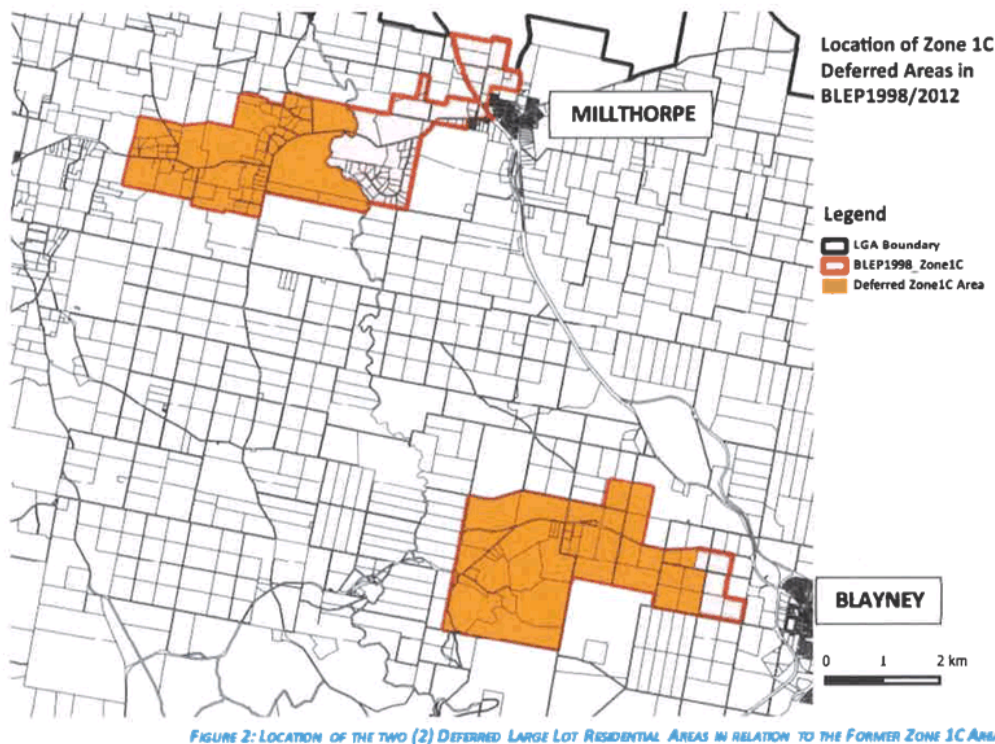 Location of Zone 1C
Deferred Areas in
BLEP1998/2012
MILLTHORPE
Legend
LGA Boundary
BLEP1998_Zone1C
Deferred Zone1C Area
BLAYNEY
0 1 2 km
FIGURE 2: LOCATION OF THE TWO (2) DEFERRED LARGE LOT RESIDENTIAL AREAS IN RELATION TO THE FORMER ZONE 1C